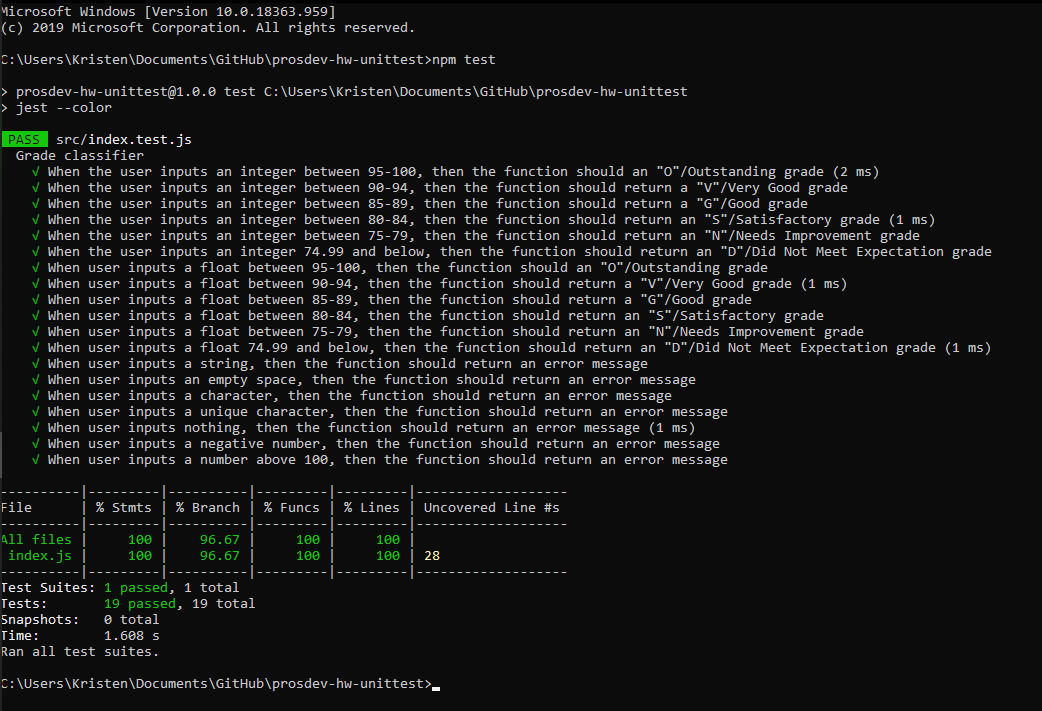 Microsoft Windows [Version 10.0.18363.959]
(c) 2019 Microsoft Corporation. All rights reserved.
C:\Users\Kristen\Documents\GitHub\prosdev-hw-unittest>npm test
> prosdev-hw-unittest@1.0.0 test C:\Users\Kristen\Documents\GitHub\prosdev-hw-unittest
> jest --color
PASS src/index.test.js
Grade classifier
√ When the user inputs an integer between 95-100, then the function should an "O"/Outstanding grade (2 ms)
√ When the user inputs an integer between 90-94, then the function should return a "V"/Very Good grade
√ When the user inputs an integer between 85-89, then the function should return a "G"/Good grade
√ When the user inputs an integer between 80-84, then the function should return an "S"/Satisfactory grade (1 ms)
√ When the user inputs an integer between 75-79, then the function should return an "N"/Needs Improvement grade
√ When the user inputs an integer 74.99 and below, then the function should return an "D"/Did Not Meet Expectation grade
√ When user inputs a float between 95-100, then the function should an "O"/Outstanding grade
√ When user inputs a float between 90-94, then the function should return a "V"/Very Good grade (1 ms)
√ When user inputs a float between 85-89, then the function should return a "G"/Good grade
√ When user inputs a float between 80-84, then the function should return an "S"/Satisfactory grade
√ When user inputs a float between 75-79, then the function should return an "N"/Needs Improvement grade
√ When user inputs a float 74.99 and below, then the function should return an "D"/Did Not Meet Expectation grade (1 ms)
√ When user inputs a string, then the function should return an error message
√ When user inputs an empty space, then the function should return an error message
√ When user inputs a character, then the function should return an error message
√ When user inputs a unique character, then the function should return an error message
√ When user inputs nothing, then the function should return an error message (1 ms)
√ When user inputs a negative number, then the function should return an error message
√ When user inputs a number above 100, then the function should return an error message
----------|---------|----------|---------|---------|-------------------
File      | % Stmts | % Branch | % Funcs | % Lines | Uncovered Line #s
----------|---------|----------|---------|---------|-------------------
All files |     100 |    96.67 |     100 |     100 |
index.js |     100 |    96.67 |     100 |     100 | 28
----------|---------|----------|---------|---------|-------------------
Test Suites: 1 passed, 1 total
Tests:       19 passed, 19 total
Snapshots:   0 total
Time:        1.608 s
Ran all test suites.
C:\Users\Kristen\Documents\GitHub\prosdev-hw-unittest>